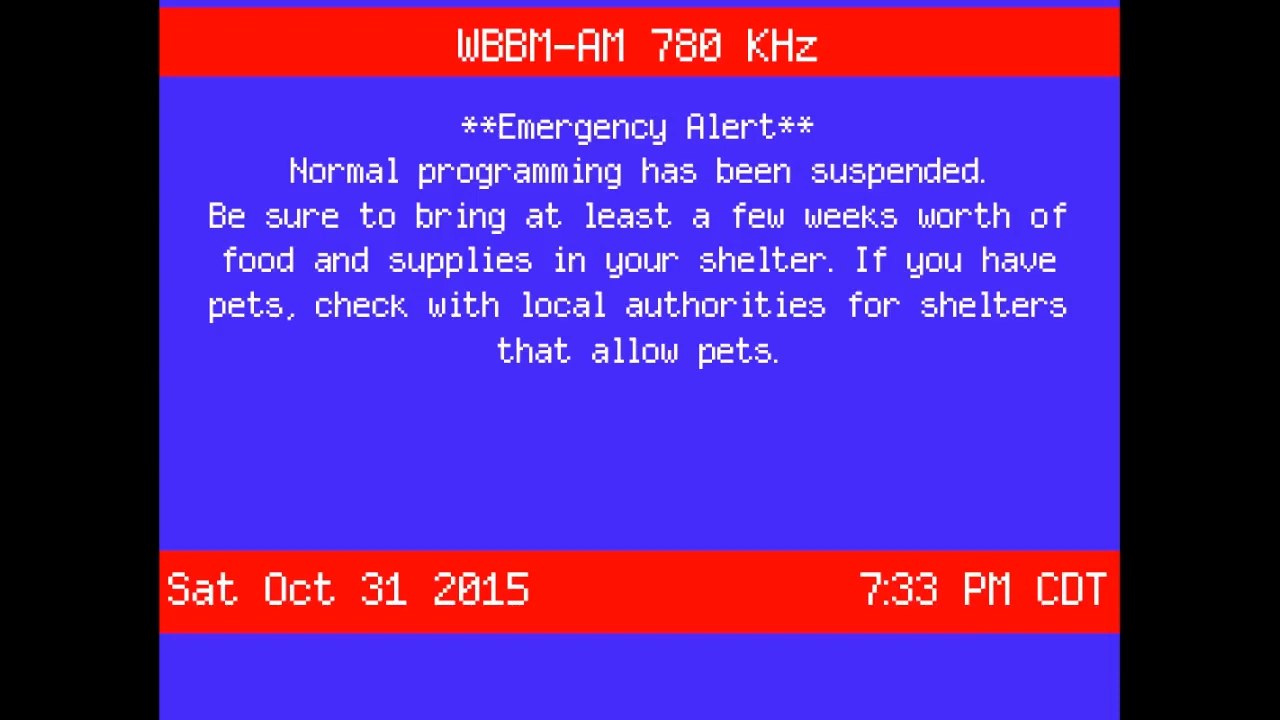 WBBM-AM 780 KHz
**Emergency Alert**
Normal programming has been suspended.
Be sure to bring at least a few weeks worth of
food and supplies in your shelter. If you have
pets, check with local authorities for shelters
that allow pets.
Sat Oct 31 2015
7:33 PM CDT